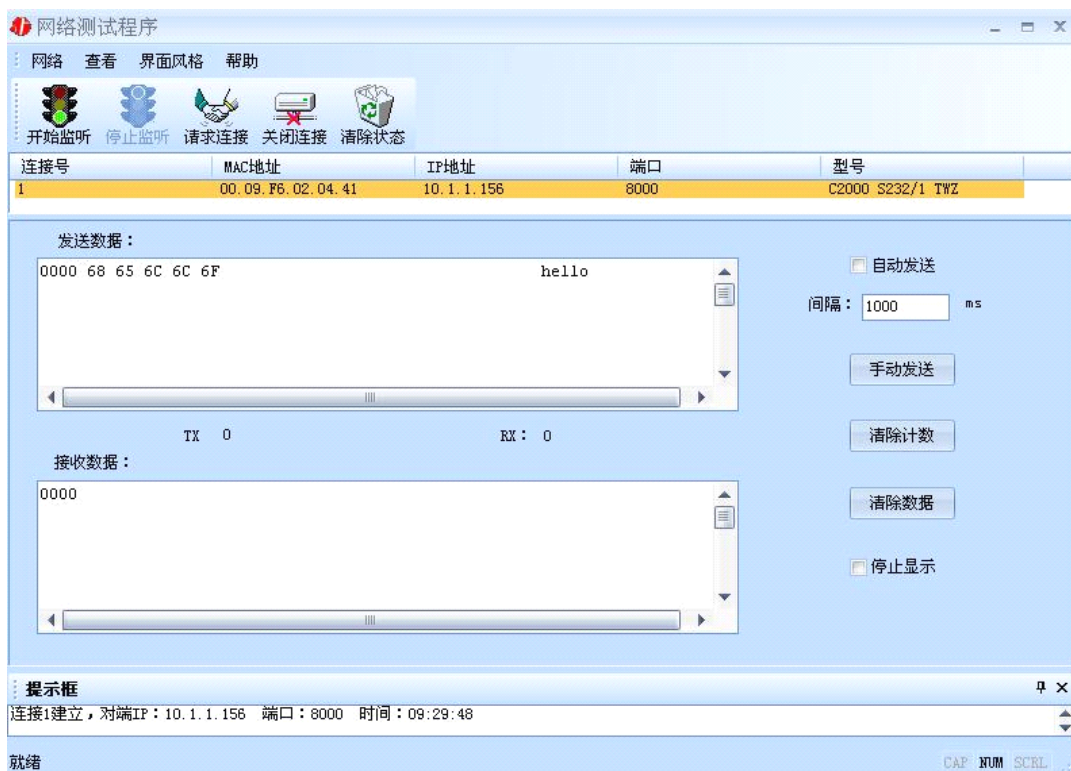 网络测试程序
网络 查看 界面风格 帮助
开始监听 停止监听 请求连接 关闭连接 清除状态
连接号 MAC地址 IP地址 端口 型号
1 00.09.F6.02.04.41 10.1.1.156 8000 C2000 S232/1 TWZ
发送数据：
0000 68 65 6C 6C 6F hello
自动发送
间隔： 1000 ms
手动发送
TX 0 RX： 0
清除计数
接收数据：
0000
清除数据
停止显示
提示框
连接1建立，对端IP：10.1.1.156 端口：8000 时间：09:29:48
就绪 CAP NUM SCRL